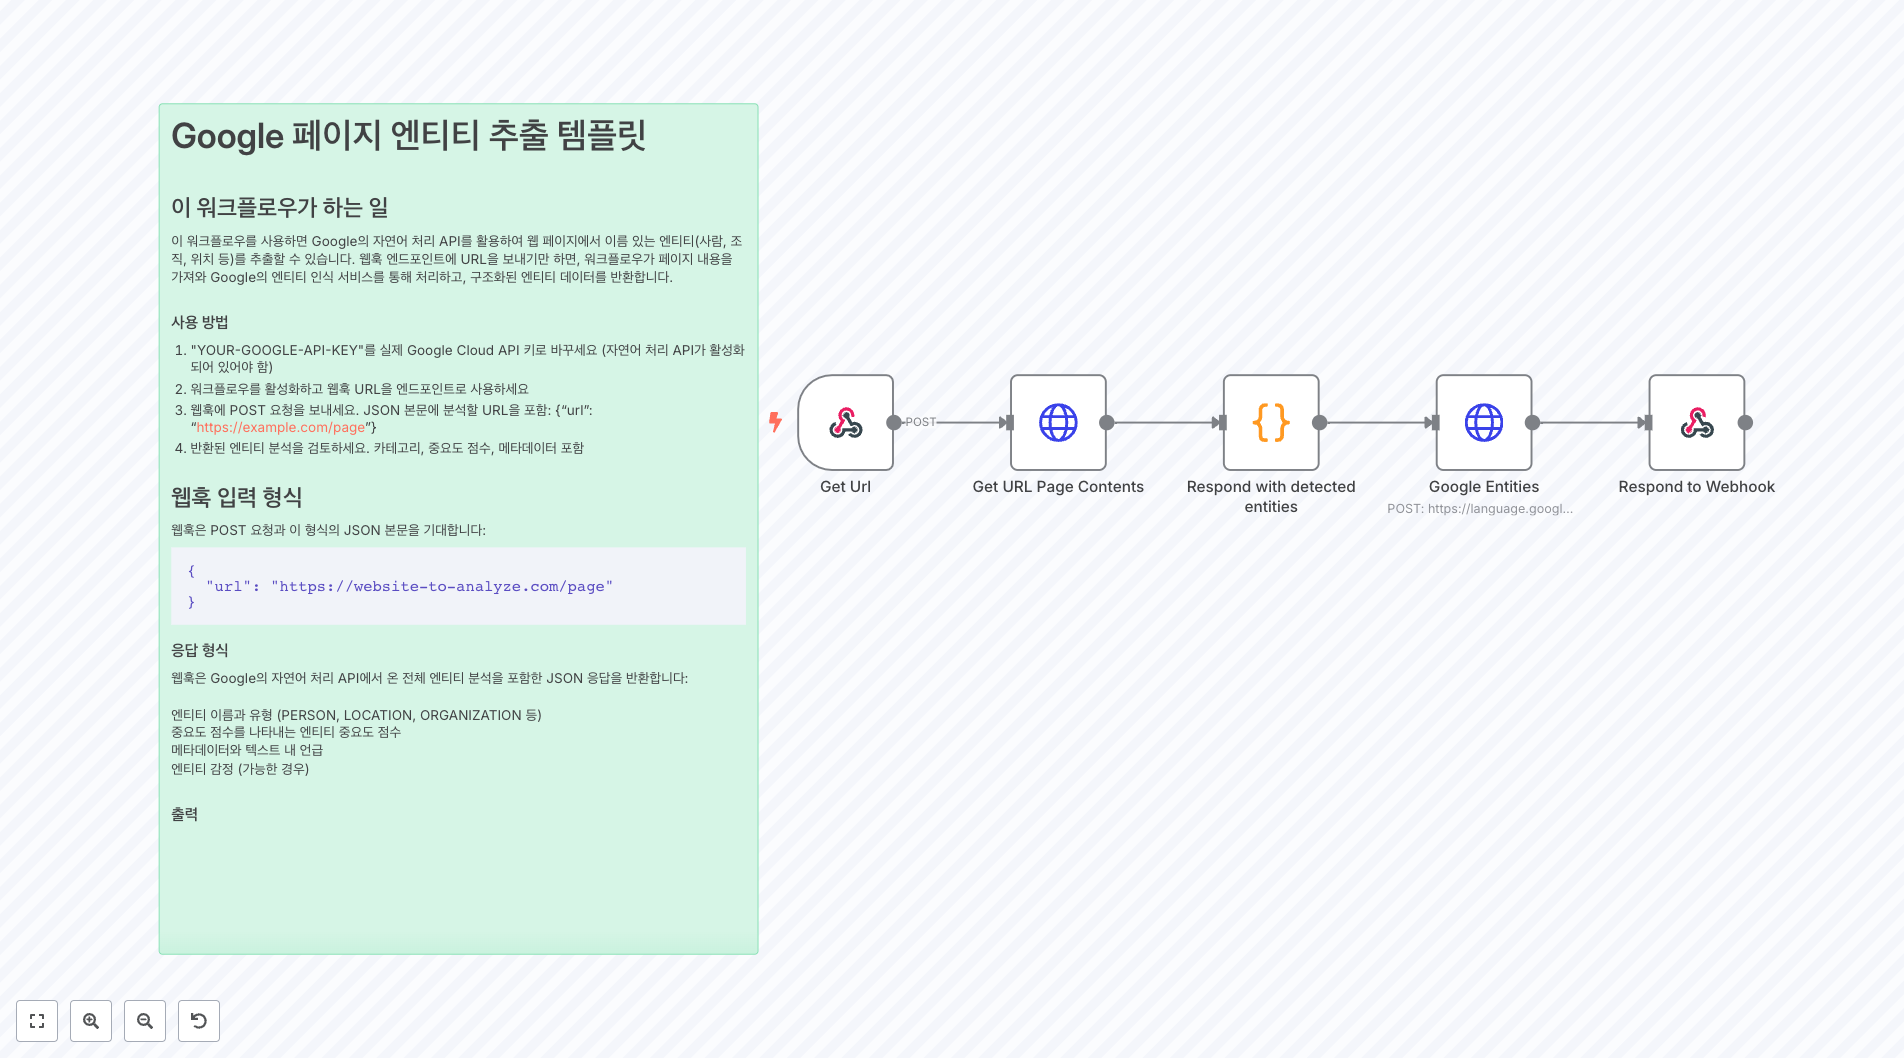 Google 페이지 엔티티 추출 템플릿
이 워크플로우가 하는 일
이 워크플로우를 사용하면 Google의 자연어 처리 API를 활용하여 웹 페이지에서 이름 있는 엔티티(사람, 조
직, 위치 등)를 추출할 수 있습니다. 웹훅 엔드포인트에 URL을 보내기만 하면, 워크플로우가 페이지 내용을
가져와 Google의 엔티티 인식 서비스를 통해 처리하고, 구조화된 엔티티 데이터를 반환합니다.
사용 방법
1. "YOUR-GOOGLE-API-KEY"를 실제 Google Cloud API 키로 바꾸세요 (자연어 처리 API가 활성화
되어 있어야 함)
2. 워크플로우를 활성화하고 웹훅 URL을 엔드포인트로 사용하세요
3. 웹훅에 POST 요청을 보내세요. JSON 본문에 분석할 URL을 포함: {“url”:
“https://example.com/page”}
4. 반환된 엔티티 분석을 검토하세요. 카테고리, 중요도 점수, 메타데이터 포함
웹훅 입력 형식
웹훅은 POST 요청과 이 형식의 JSON 본문을 기대합니다:
{
"url": "https://website-to-analyze.com/page"
}
응답 형식
웹훅은 Google의 자연어 처리 API에서 온 전체 엔티티 분석을 포함한 JSON 응답을 반환합니다:
엔티티 이름과 유형 (PERSON, LOCATION, ORGANIZATION 등)
중요도 점수를 나타내는 엔티티 중요도 점수
메타데이터와 텍스트 내 언급
엔티티 감정 (가능한 경우)
출력
POST
Get Url
Get URL Page Contents
Respond with detected
entities
Google Entities
POST: https://language.googl...
Respond to Webhook